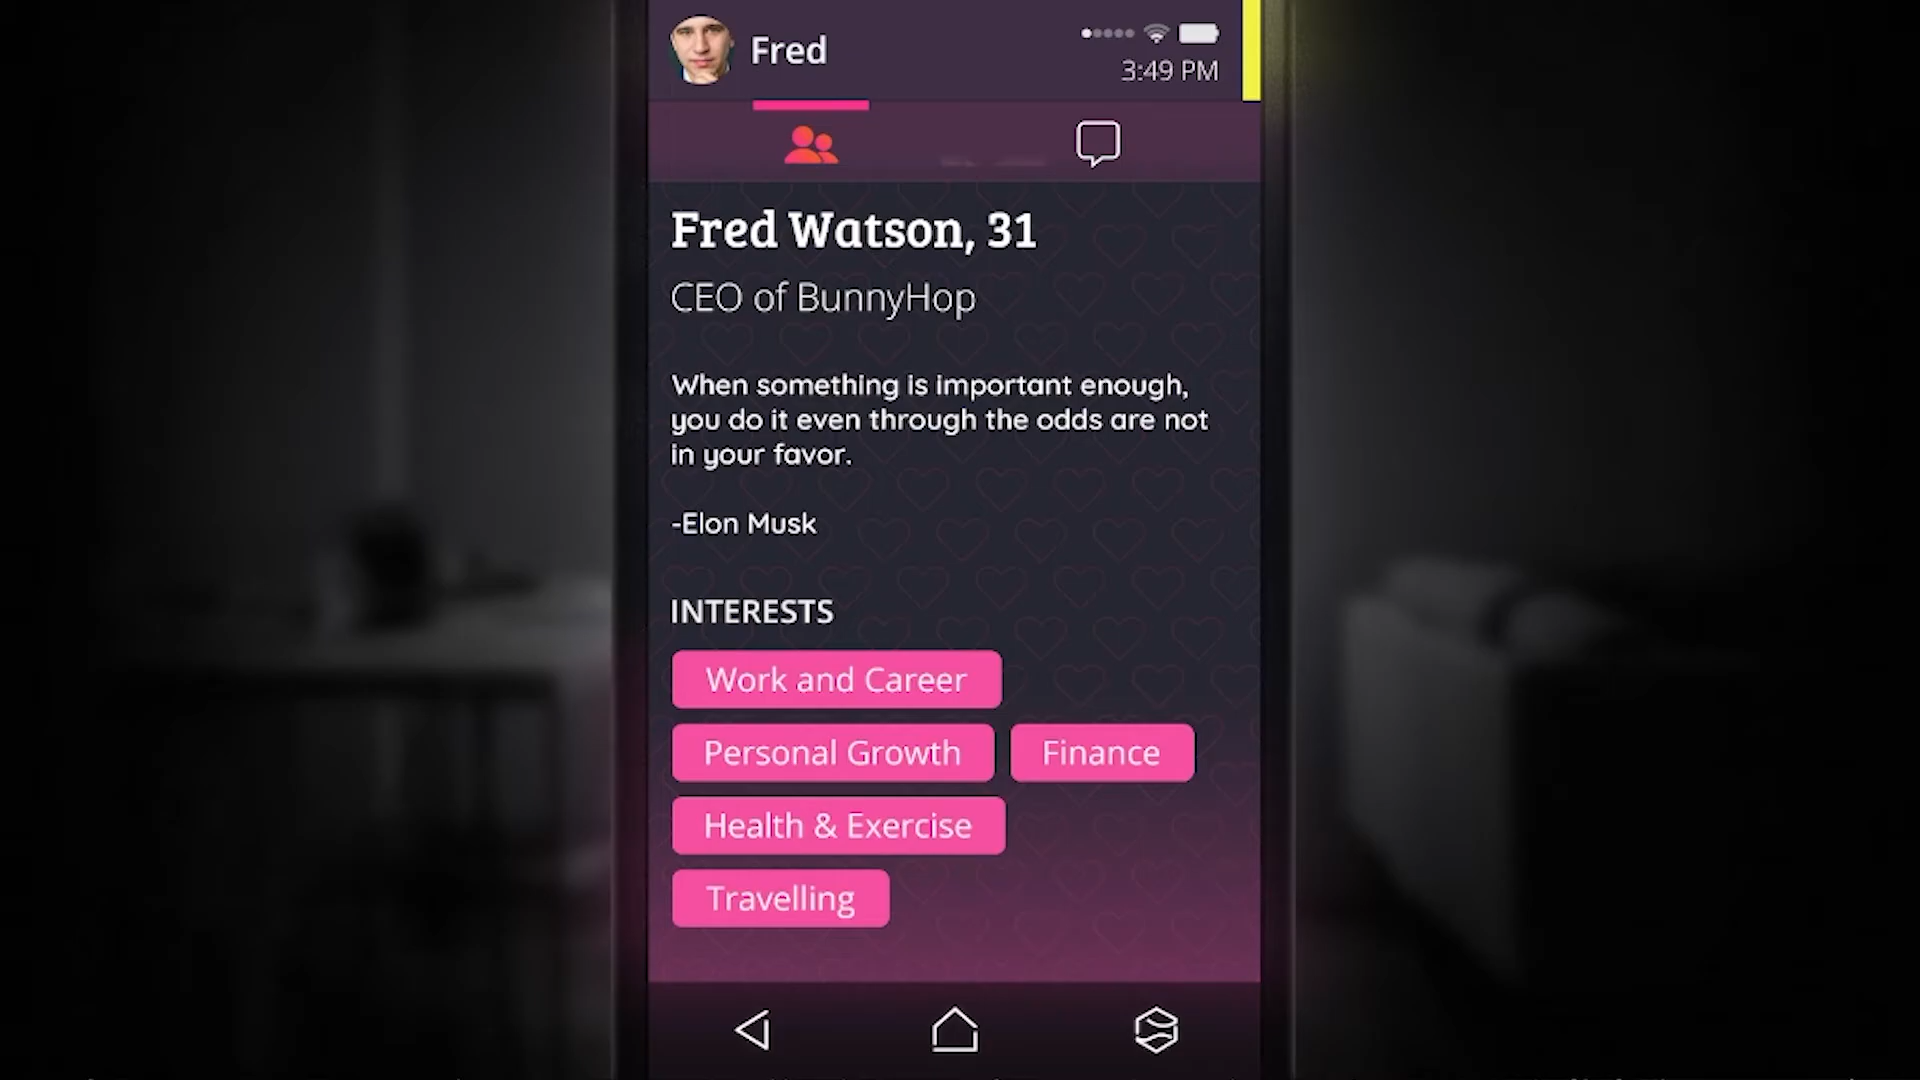 Fred
3:49 PM
Fred Watson, 31
CEO of BunnyHop
When something is important enough,
you do it even through the odds are not
in your favor.
-Elon Musk
INTERESTS
Work and Career
Personal Growth Finance
Health & Exercise
Travelling